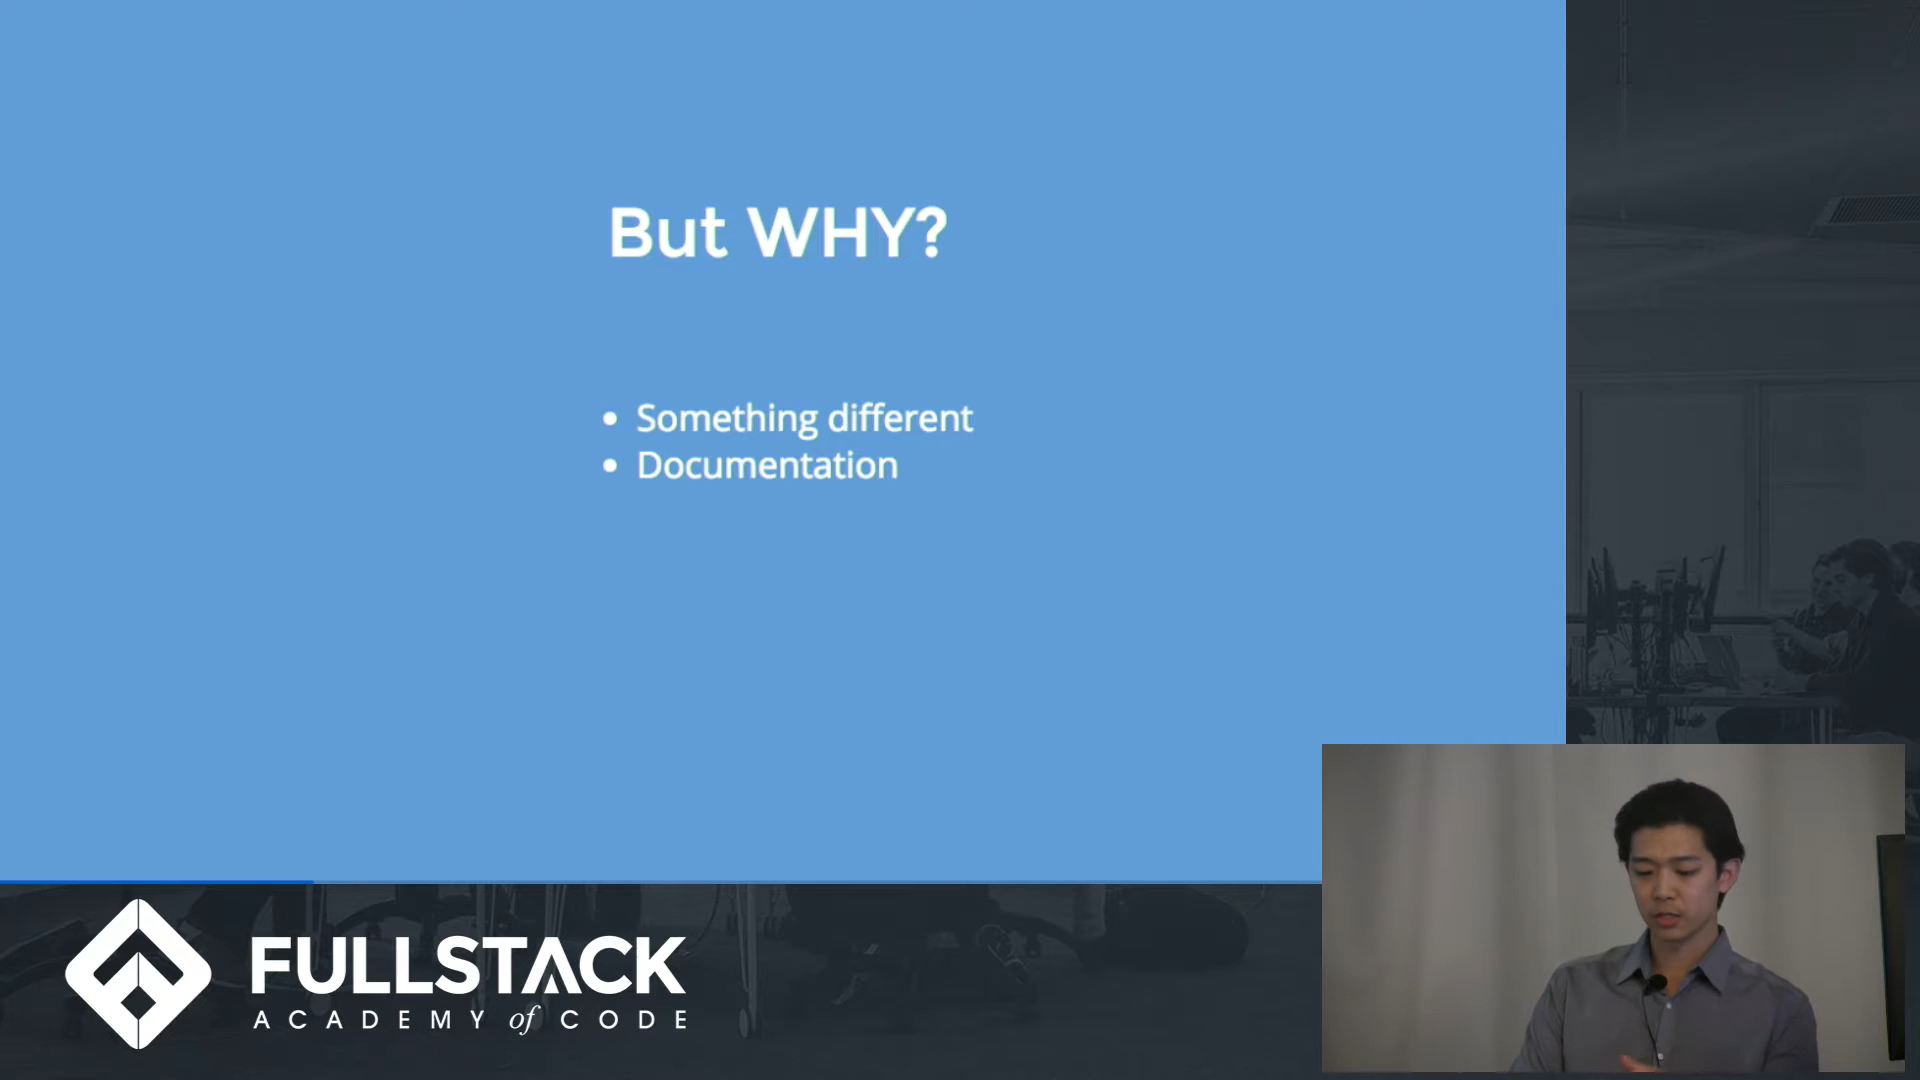 But WHY?
Something different
Documentation
FULLSTACK
ACADEMY of CODE